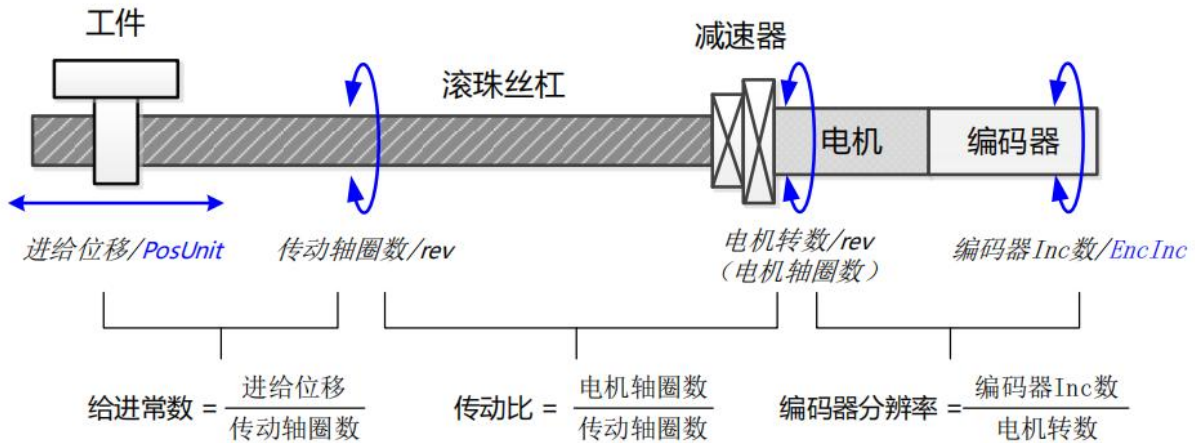 工件
减速器
滚珠丝杠
电机
编码器
进给位移/PosUnit
传动轴圈数/rev
电机转数/rev
（电机轴圈数）
编码器Inc数/EncInc
给进常数 = 进给位移
传动轴圈数
传动比 = 电机轴圈数
传动轴圈数
编码器分辨率 = 编码器Inc数
电机转数